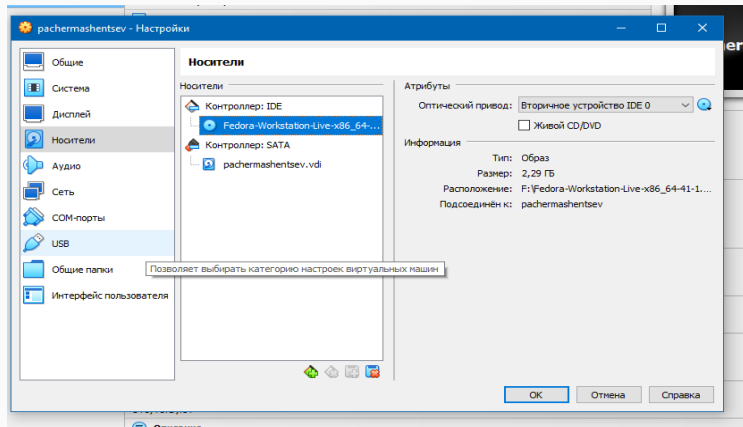 pachermashentsev - Настройки
Общие
Система
Дисплей
Носители
Аудио
Сеть
COM-порты
USB
Общие папки
Интерфейс пользователя
Позволяет выбирать категорию настроек виртуальных машин
Носители
Носители
Контроллер: IDE
Fedora-Workstation-Live-x86_64-...
Контроллер: SATA
pachermashentsev.vdi
Атрибуты
Оптический привод: Вторичное устройство IDE 0
Живой CD/DVD
Информация
Тип: Образ
Размер: 2,29 ГБ
Расположение: F:\Fedora-Workstation-Live-x86_64-41-1....
Подсоединён к: pachermashentsev
OK Отмена Справка
er